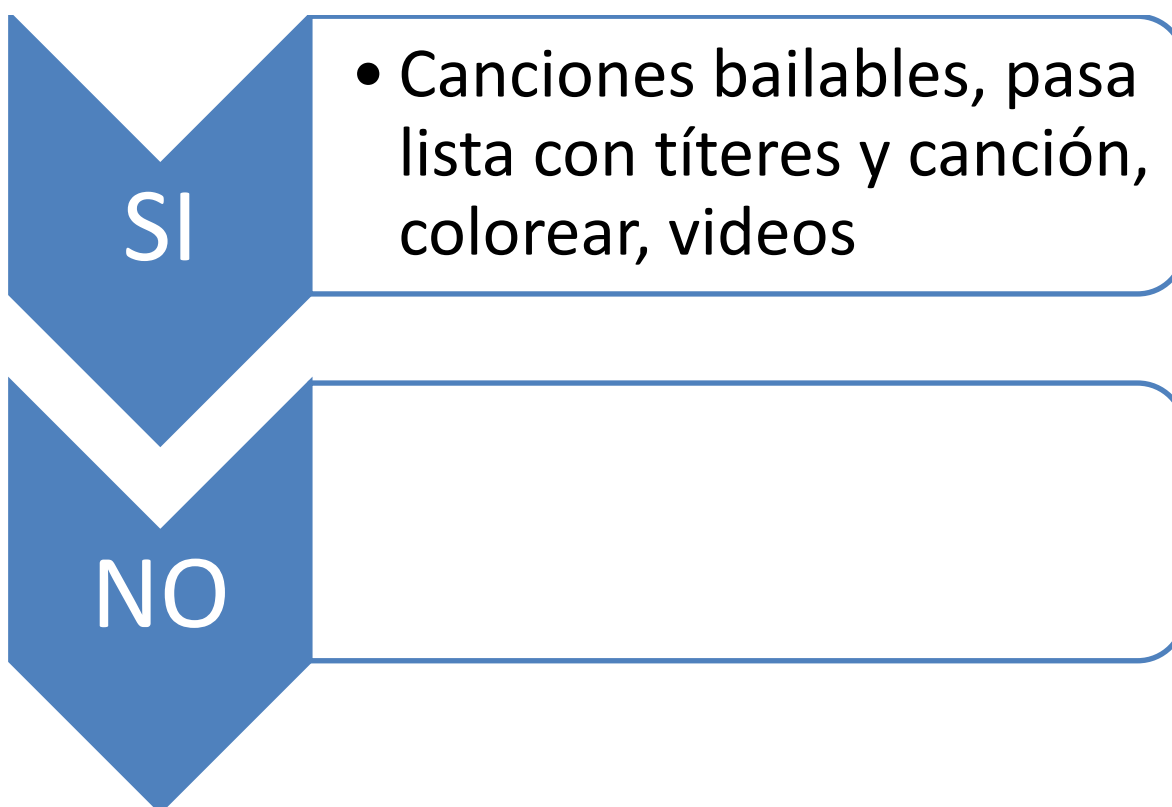 SI
• Canciones bailables, pasa
lista con títeres y canción,
colorear, videos
NO